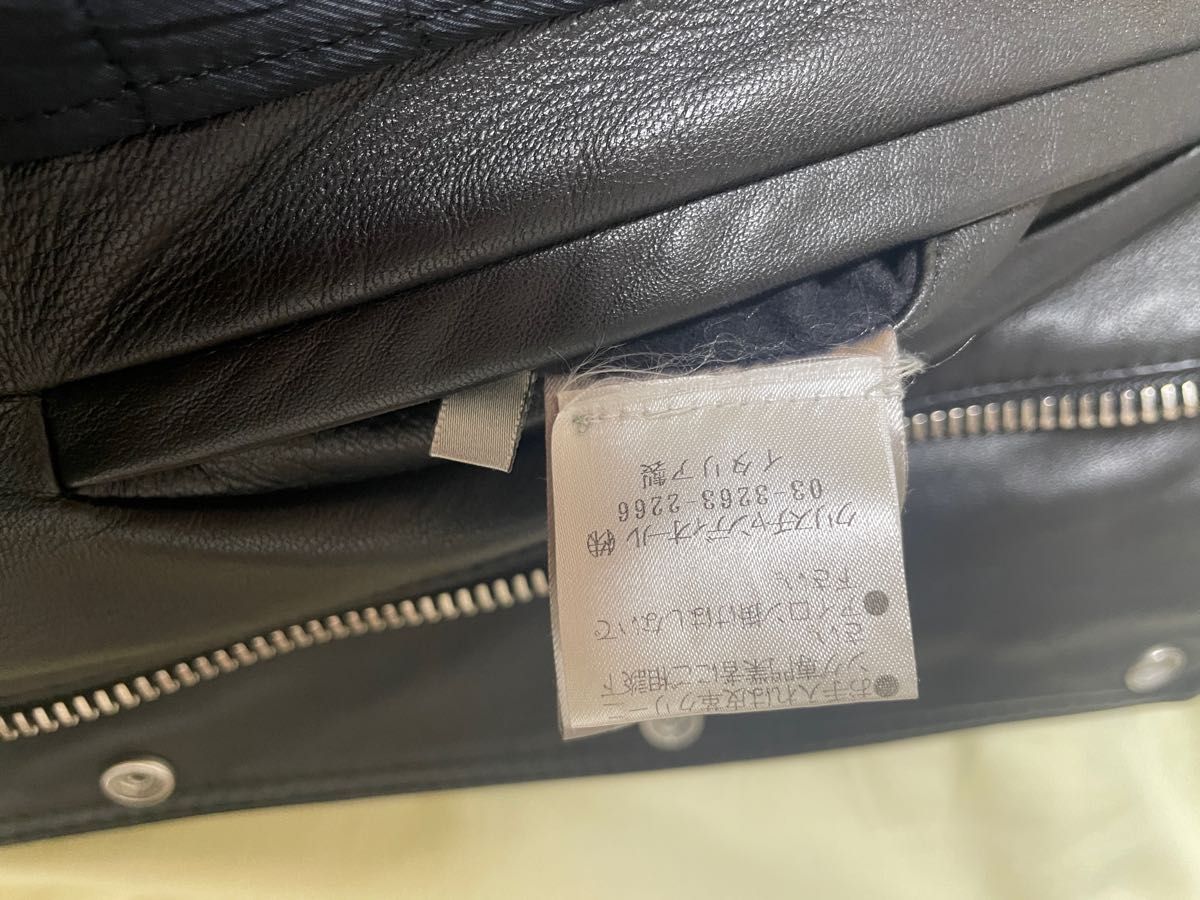 ●お手入れは皮革クリーニ
ング専門業者にご相談下
さい。
●アイロン掛けはしないで
下さい。
クリスチャンディオール㈱
03-3263-2266
イタリア製